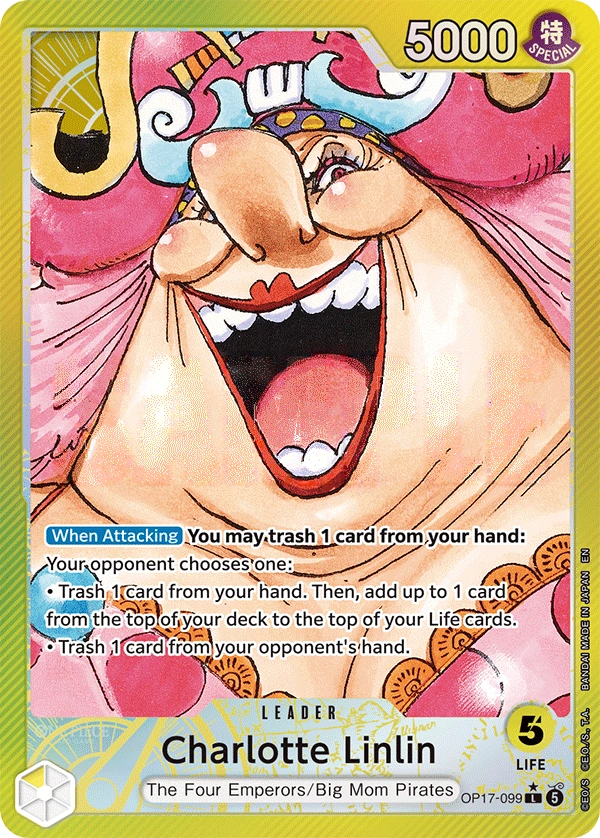 5000
特
SPECIAL
When Attacking You may trash 1 card from your hand:
Your opponent chooses one:
• Trash 1 card from your hand. Then, add up to 1 card
from the top of your deck to the top of your Life cards.
• Trash 1 card from your opponent's hand.
LEADER
Charlotte Linlin
5
LIFE
The Four Emperors/Big Mom Pirates
OP17-099 L 5
©E.O./S ©E.O./S., T.A. BANDAI MADE IN JAPAN EN